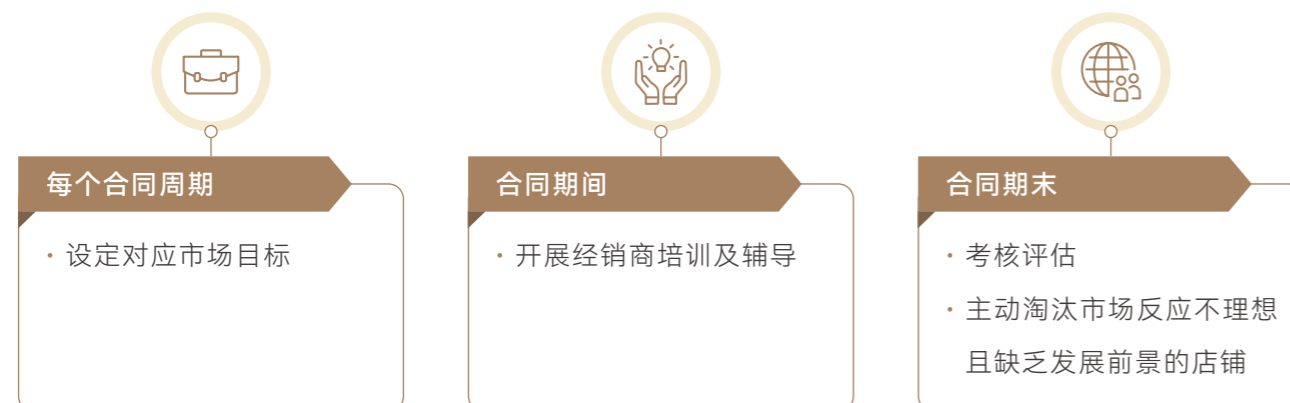 每个合同周期
· 设定对应市场目标
合同期间
· 开展经销商培训及辅导
合同期末
· 考核评估
· 主动淘汰市场反应不理想
且缺乏发展前景的店铺